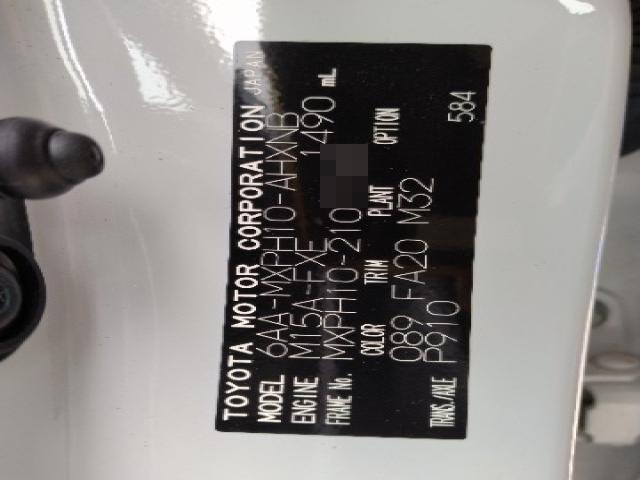 TOYOTA MOTOR CORPORATION JAPAN
MODEL 6AA-MXPH10-AHXNB
ENGINE M15A-FXE 1490 mL
FRAME No. MXPH10-210
COLOR TRIM PLANT OPTION
089 FA20 M32
TRANS./AXLE P910 584